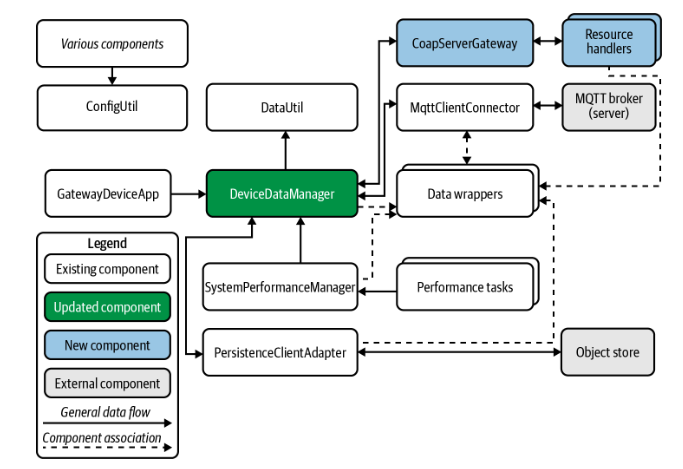 Various components
ConfigUtil
CoapServerGateway
Resource
handlers
DataUtil
MqttClientConnector
MQTT broker
(server)
GatewayDeviceApp
DeviceDataManager
Data wrappers
Legend
Existing component
Updated component
New component
External component
General data flow
Component association
SystemPerformanceManager
Performance tasks
PersistenceClientAdapter
Object store